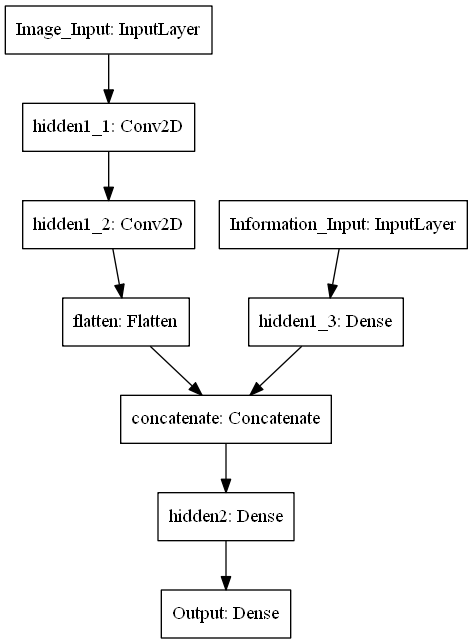 Image_Input: InputLayer
hidden1_1: Conv2D
hidden1_2: Conv2D
Information_Input: InputLayer
flatten: Flatten
hidden1_3: Dense
concatenate: Concatenate
hidden2: Dense
Output: Dense